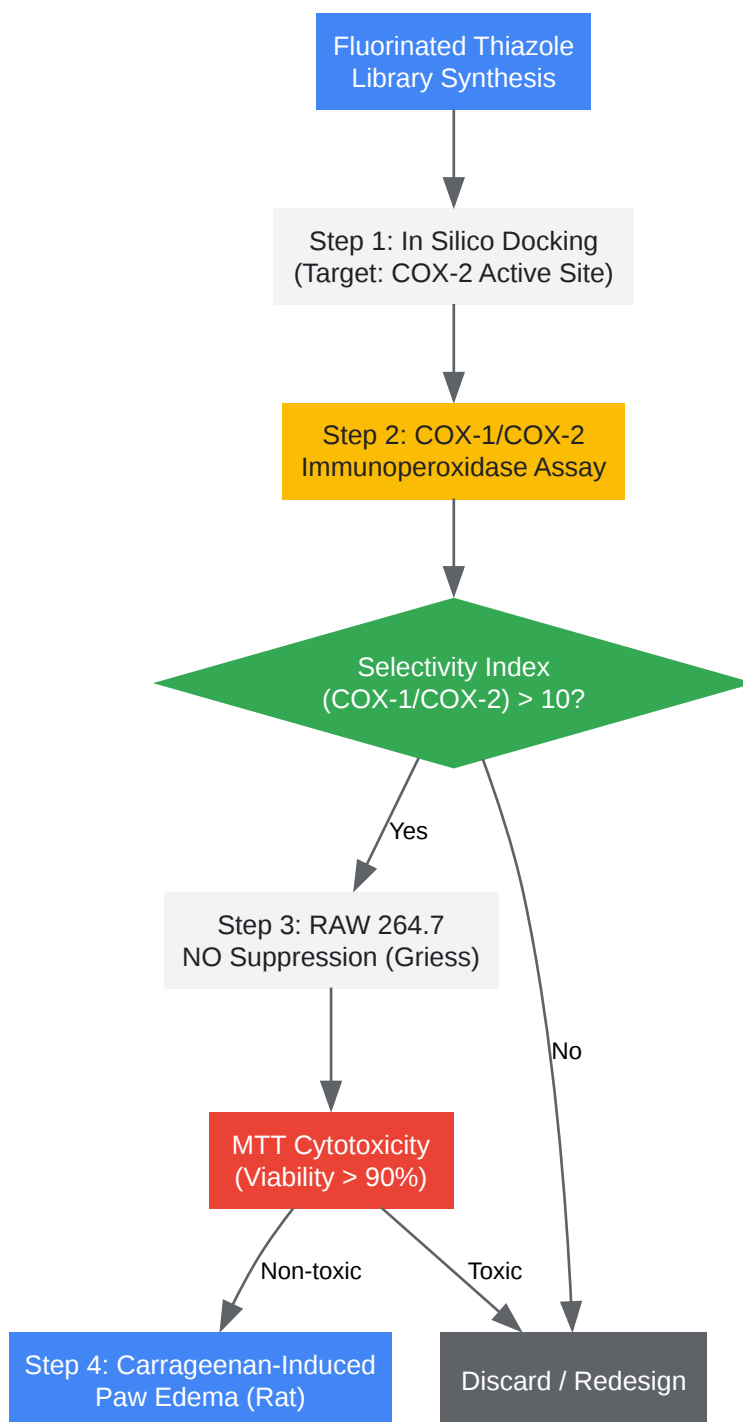 Fluorinated Thiazole
Library Synthesis
Step 1: In Silico Docking
(Target: COX-2 Active Site)
Step 2: COX-1/COX-2
Immunoperoxidase Assay
Selectivity Index
(COX-1/COX-2) > 10?
Yes
Step 3: RAW 264.7
NO Suppression (Griess)
No
MTT Cytotoxicity
(Viability > 90%)
Non-toxic
Toxic
Step 4: Carrageenan-Induced
Paw Edema (Rat)
Discard / Redesign